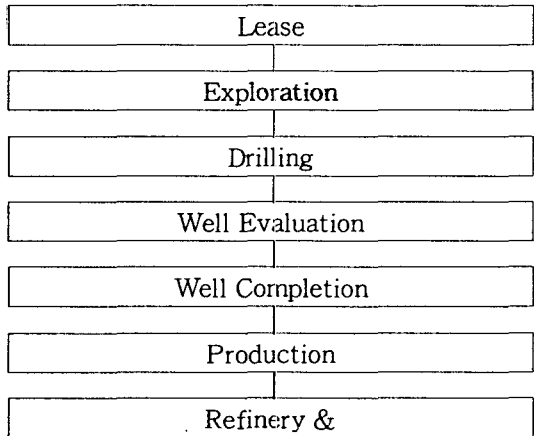 Lease
Exploration
Drilling
Well Evaluation
Well Completion
Production
Refinery &